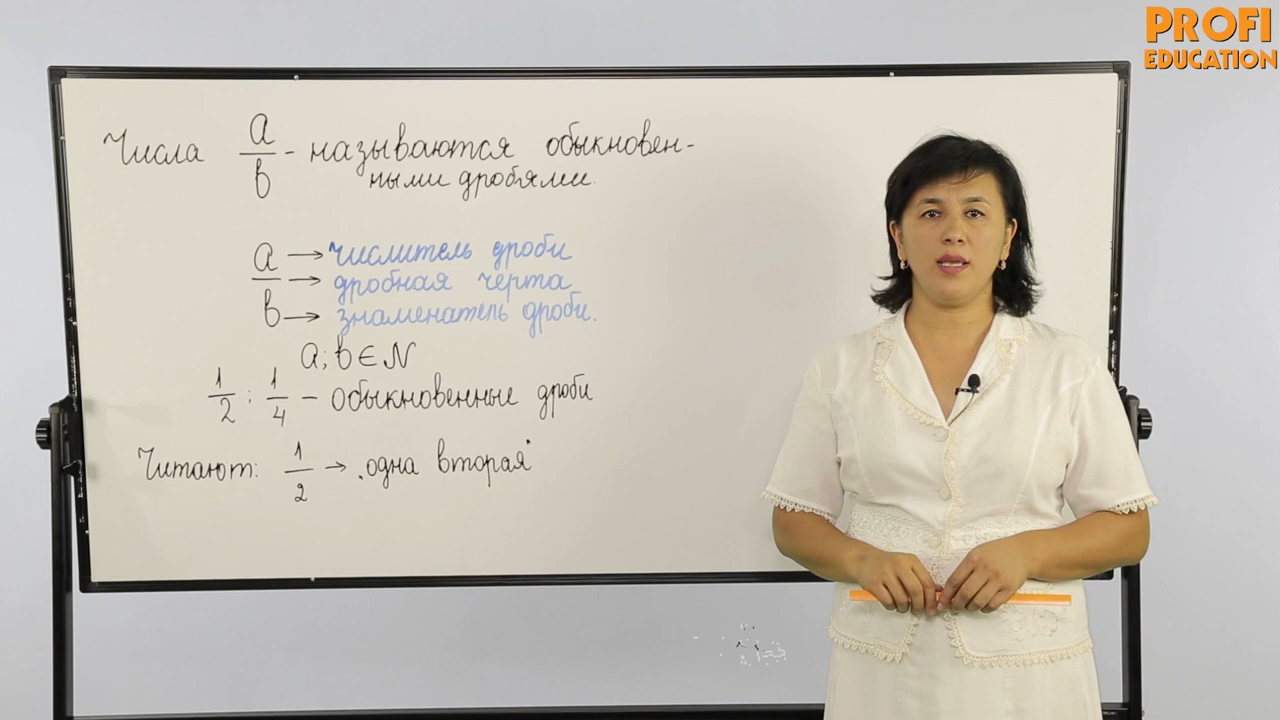 PROFI
EDUCATION
Числа a/b - называются обыкновен-
ными дробями.
a → числитель дроби
→ дробная черта
b → знаменатель дроби.
a; b ∈ N
1/2 ; 1/4 – обыкновенные дроби
Читают: 1/2 → „одна вторая"